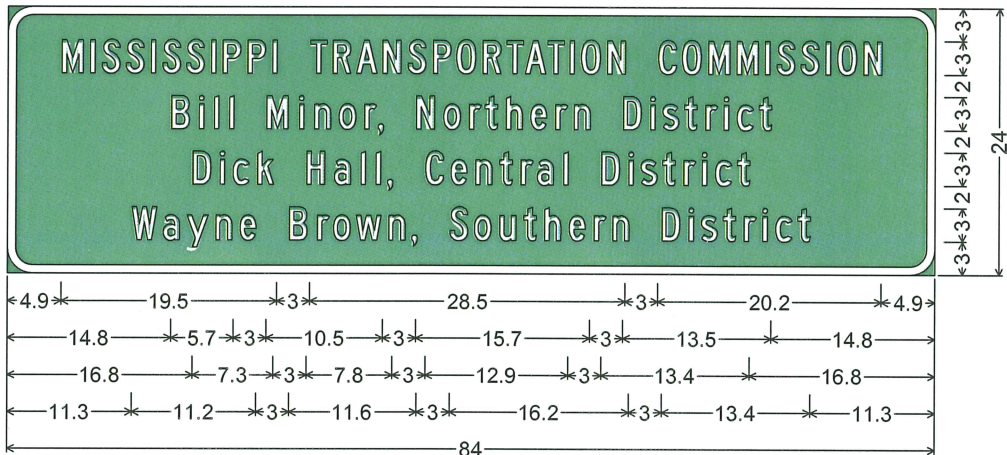 MISSISSIPPI TRANSPORTATION COMMISSION
Bill Minor, Northern District
Dick Hall, Central District
Wayne Brown, Southern District
3 3 2 3 2 3 2 3 3
24
4.9 19.5 3 28.5 3 20.2 4.9
14.8 5.7 3 10.5 3 15.7 3 13.5 14.8
16.8 7.3 3 7.8 3 12.9 3 13.4 16.8
11.3 11.2 3 11.6 3 16.2 3 13.4 11.3
84